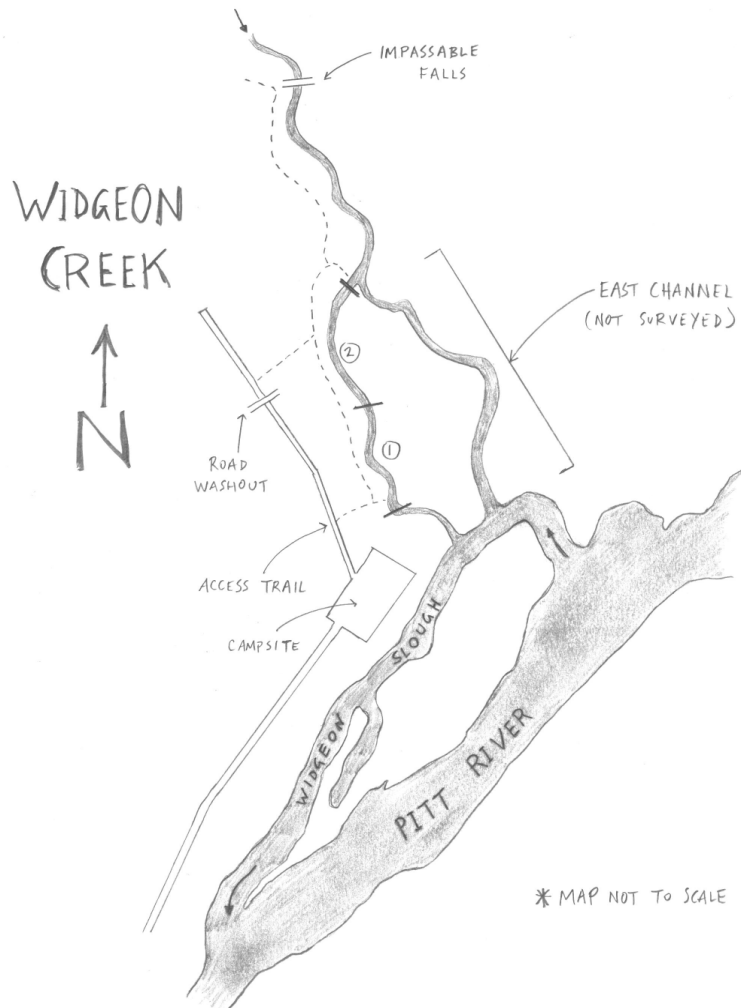 IMPASSABLE
FALLS
WIDGEON
CREEK
N
EAST CHANNEL
(NOT SURVEYED)
2
1
ROAD
WASHOUT
ACCESS TRAIL
CAMPSITE
WIDGEON SLOUGH
PITT RIVER
* MAP NOT TO SCALE